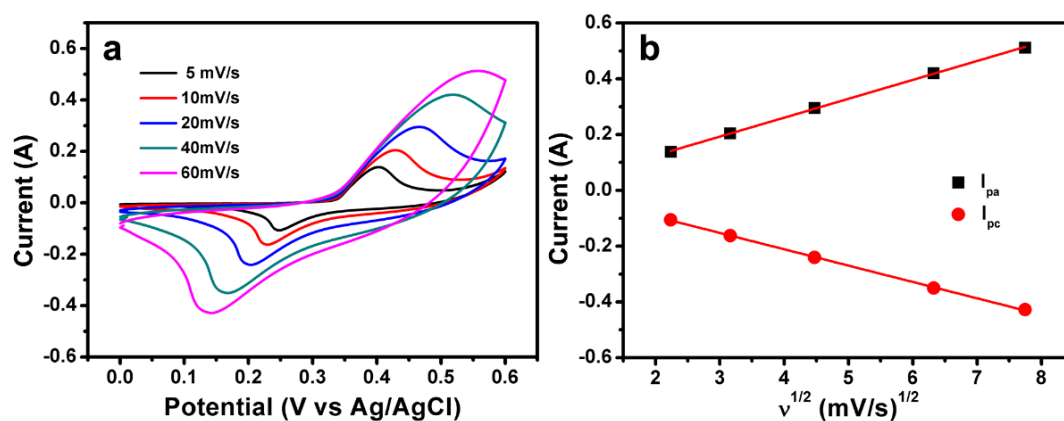 a
0.6
0.4
0.2
0.0
-0.2
-0.4
-0.6
Current (A)
5 mV/s
10mV/s
20mV/s
40mV/s
60mV/s
0.0 0.1 0.2 0.3 0.4 0.5 0.6
Potential (V vs Ag/AgCl)
b
0.6
0.4
0.2
0.0
-0.2
-0.4
-0.6
Current (A)
I_pa
I_pc
2 3 4 5 6 7 8
ν^1/2 (mV/s)^1/2